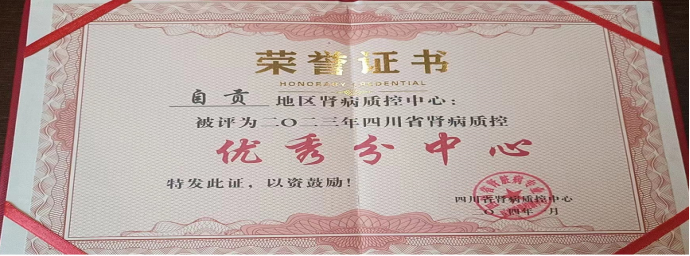 荣誉证书
HONORARY CREDENTIAL
自贡 地区肾病质控中心：
被评为二〇二三年四川省肾病质控
优秀分中心
特发此证，以资鼓励！
四川省肾病质控中心